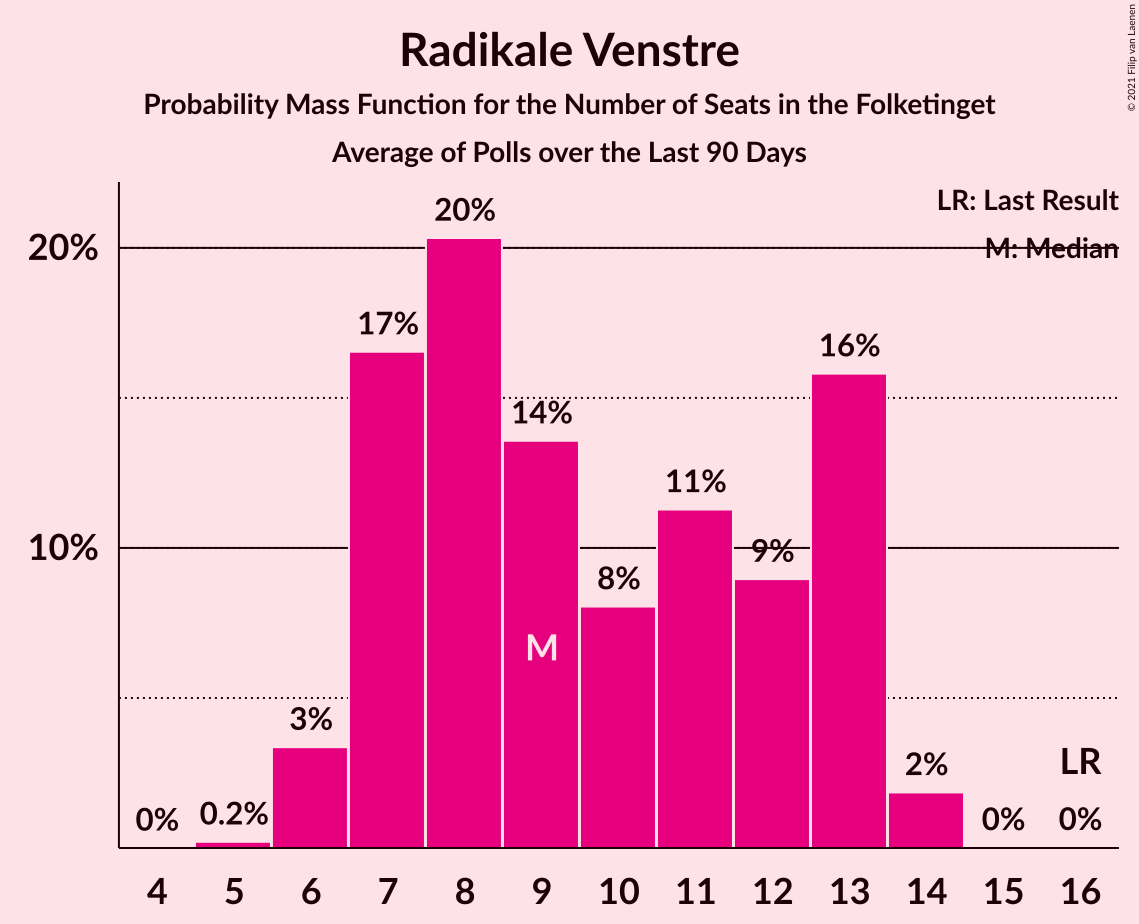 Radikale Venstre
Probability Mass Function for the Number of Seats in the Folketinget
Average of Polls over the Last 90 Days
© 2021 Filip van Laenen
LR: Last Result
M: Median
20%
10%
0%
0.2%
3%
17%
20%
14%
8%
11%
9%
16%
2%
0%
0%
M
LR
4 5 6 7 8 9 10 11 12 13 14 15 16